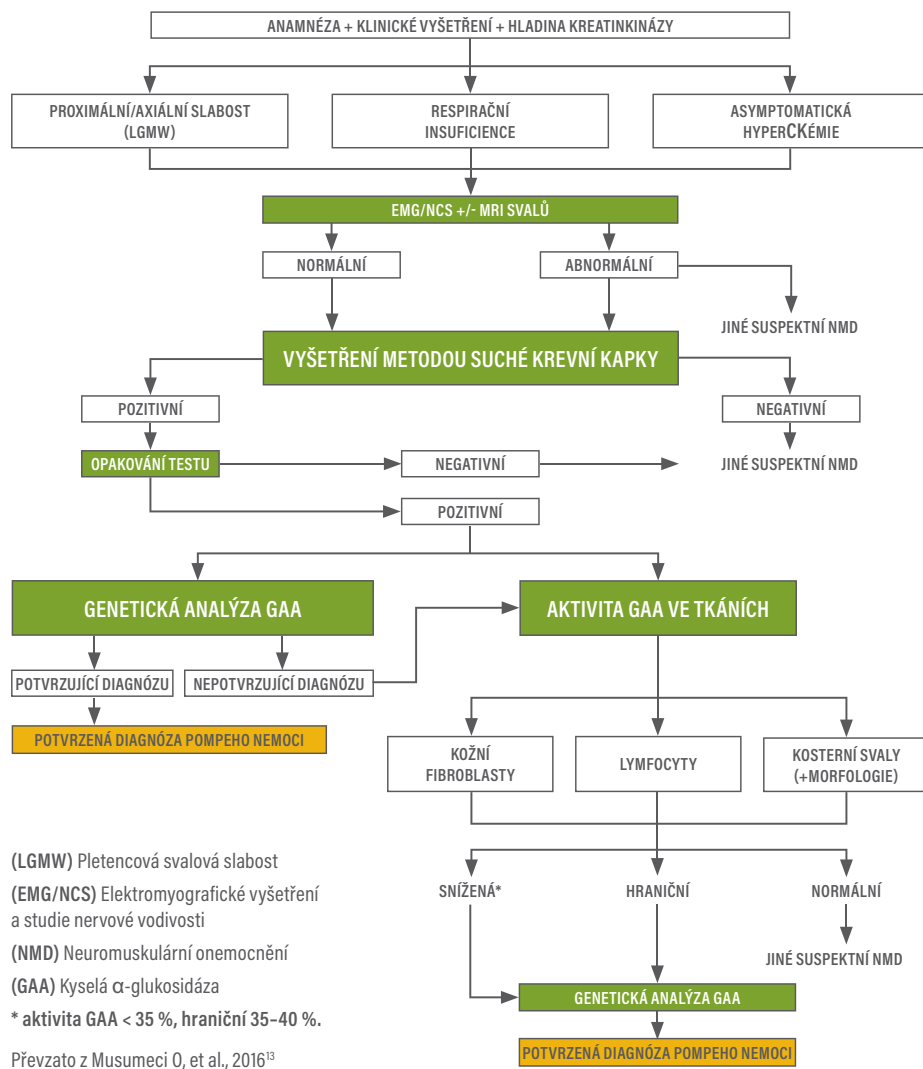 ANAMNÉZA + KLINICKÉ VYŠETŘENÍ + HLADINA KREATINKINÁZY
PROXIMÁLNÍ/AXIÁLNÍ SLABOST
(LGMW)
RESPIRAČNÍ
INSUFICIENCE
ASYMPTOMATICKÁ
HYPERCKÉMIE
EMG/NCS +/- MRI SVALŮ
NORMÁLNÍ
ABNORMÁLNÍ
JINÉ SUSPEKTNÍ NMD
VYŠETŘENÍ METODOU SUCHÉ KREVNÍ KAPKY
POZITIVNÍ
NEGATIVNÍ
OPAKOVÁNÍ TESTU
NEGATIVNÍ
JINÉ SUSPEKTNÍ NMD
POZITIVNÍ
GENETICKÁ ANALÝZA GAA
AKTIVITA GAA VE TKÁNÍCH
POTVRZUJÍCÍ DIAGNÓZU
NEPOTVRZUJÍCÍ DIAGNÓZU
POTVRZENÁ DIAGNÓZA POMPEHO NEMOCI
KOŽNÍ
FIBROBLASTY
LYMFOCYTY
KOSTERNÍ SVALY
(+MORFOLOGIE)
SNÍŽENÁ*
HRANIČNÍ
NORMÁLNÍ
JINÉ SUSPEKTNÍ NMD
GENETICKÁ ANALÝZA GAA
POTVRZENÁ DIAGNÓZA POMPEHO NEMOCI
(LGMW) Pletencová svalová slabost
(EMG/NCS) Elektromyografické vyšetření
a studie nervové vodivosti
(NMD) Neuromuskulární onemocnění
(GAA) Kyselá α-glukosidáza
* aktivita GAA < 35 %, hraniční 35–40 %.
Převzato z Musumeci O, et al., 2016¹³